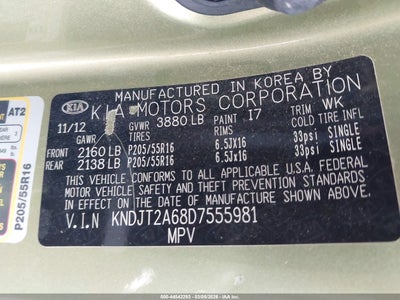 MANUFACTURED IN KOREA BY
KIA KIA MOTORS CORPORATION
11/12 GVWR 3880 LB PAINT I7 TRIM WK
GAWR TIRES RIMS COLD TIRE INFL
FRONT 2160 LB P205/55R16 6.5Jx16 33psi SINGLE
REAR 2138 LB P205/55R16 6.5Jx16 33psi SINGLE
THIS VEHICLE CONFORMS TO ALL APPLICABLE U.S.A. FEDERAL
MOTOR VEHICLE SAFETY, BUMPER, AND THEFT PREVENTION
STANDARDS IN EFFECT ON THE DATE OF MANUFACTURE SHOWN ABOVE.
V.I.N KNDJT2A68D7555981
MPV
AT2
P205/55R16